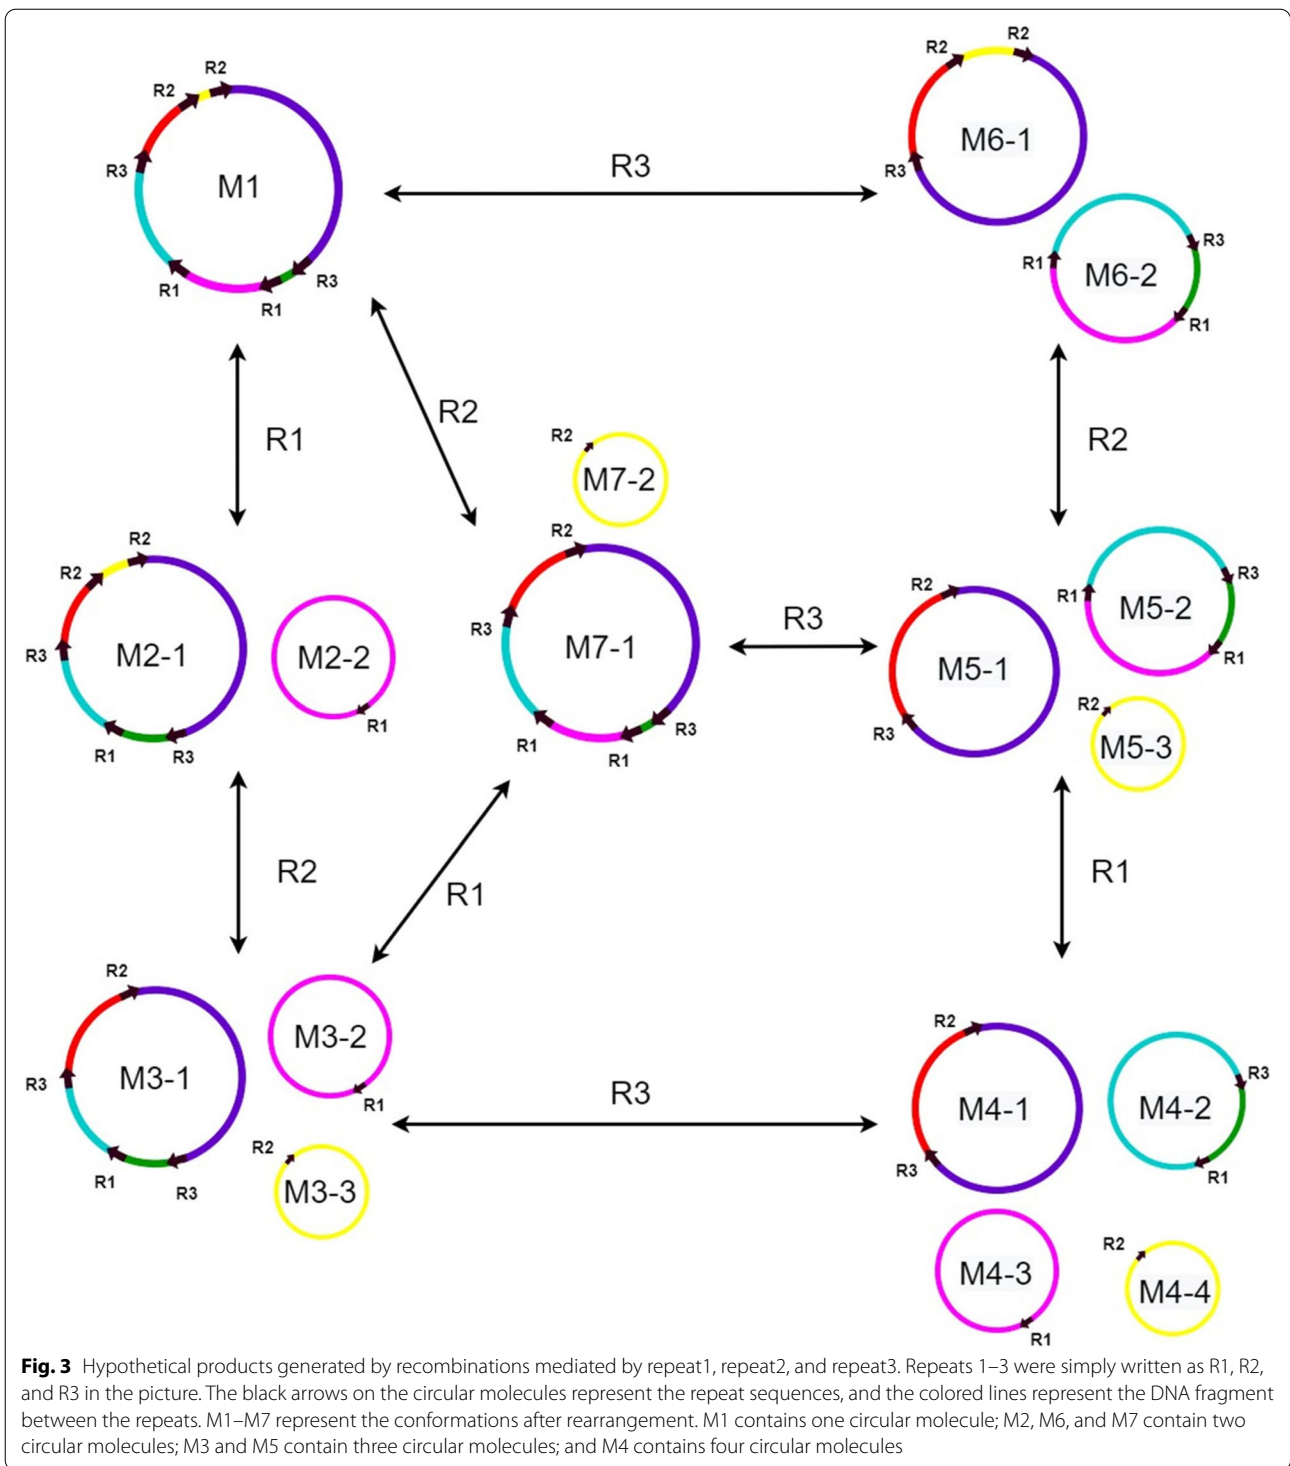 R2
R2
M1
R3
R1
R1
R3
R3
R2
R2
M6-1
R3
R3
R1
M6-2
R1
R1
R2
R2
R2
M7-2
R2
R2
M2-1
R3
R1
R3
M2-2
R1
R2
R3
M7-1
R1
R1
R3
R3
R2
M5-1
R3
R3
R1
M5-2
R1
R2
M5-3
R2
R1
R1
R2
M3-1
R3
R1
R3
M3-2
R1
R2
M3-3
R3
R2
M4-1
R3
R3
M4-2
R1
M4-3
R1
R2
M4-4
Fig. 3 Hypothetical products generated by recombinations mediated by repeat1, repeat2, and repeat3. Repeats 1–3 were simply written as R1, R2,
and R3 in the picture. The black arrows on the circular molecules represent the repeat sequences, and the colored lines represent the DNA fragment
between the repeats. M1–M7 represent the conformations after rearrangement. M1 contains one circular molecule; M2, M6, and M7 contain two
circular molecules; M3 and M5 contain three circular molecules; and M4 contains four circular molecules